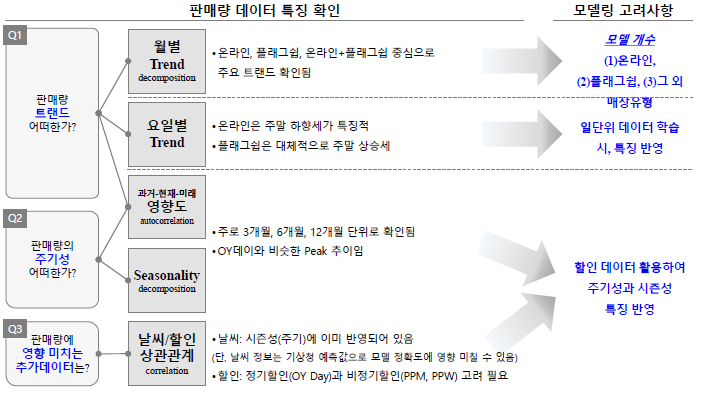 판매량 데이터 특징 확인
모델링 고려사항
Q1
판매량
트랜드
어떠한가?
월별
Trend
decomposition
• 온라인, 플래그쉽, 온라인+플래그쉽 중심으로
주요 트랜드 확인됨
모델 개수
(1)온라인,
(2)플래그쉽, (3)그 외
매장유형
요일별
Trend
• 온라인은 주말 하향세가 특징적
• 플래그쉽은 대체적으로 주말 상승세
일단위 데이터 학습
시, 특징 반영
과거-현재-미래
영향도
autocorrelation
Q2
판매량의
주기성
어떠한가?
• 주로 3개월, 6개월, 12개월 단위로 확인됨
• OY데이와 비슷한 Peak 추이임
Seasonality
decomposition
할인 데이터 활용하여
주기성과 시즌성
특징 반영
Q3
판매량에
영향 미치는
추가데이터는?
날씨/할인
상관관계
correlation
• 날씨: 시즌성(주기)에 이미 반영되어 있음
(단, 날씨 정보는 기상청 예측값으로 모델 정확도에 영향 미칠 수 있음)
• 할인: 정기할인(OY Day)과 비정기할인(PPM, PPW) 고려 필요